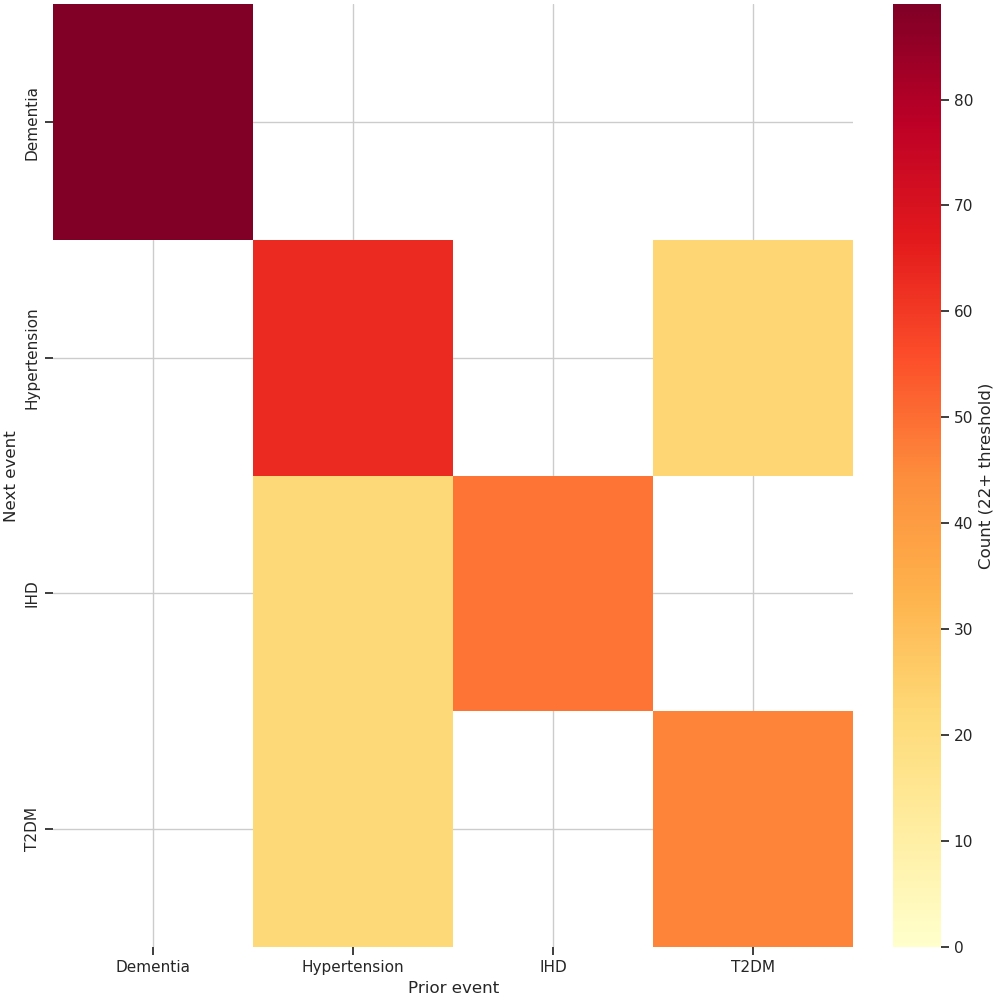 Next event
Dementia
Hypertension
IHD
T2DM
Dementia
Hypertension
IHD
T2DM
Prior event
80
70
60
50
40
30
20
10
0
Count (22+ threshold)